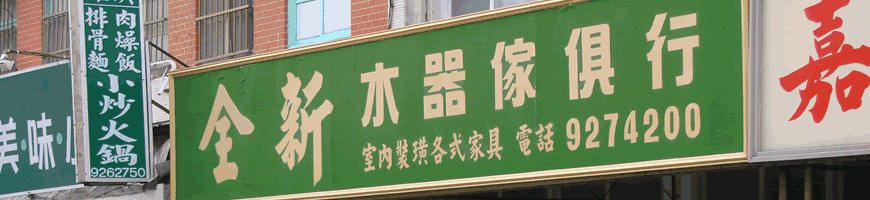 美·味·
排骨麵
肉燥飯
小炒火鍋
9262750
全新木器傢俱行
室內裝璜各式家具 電話 9274200
嘉